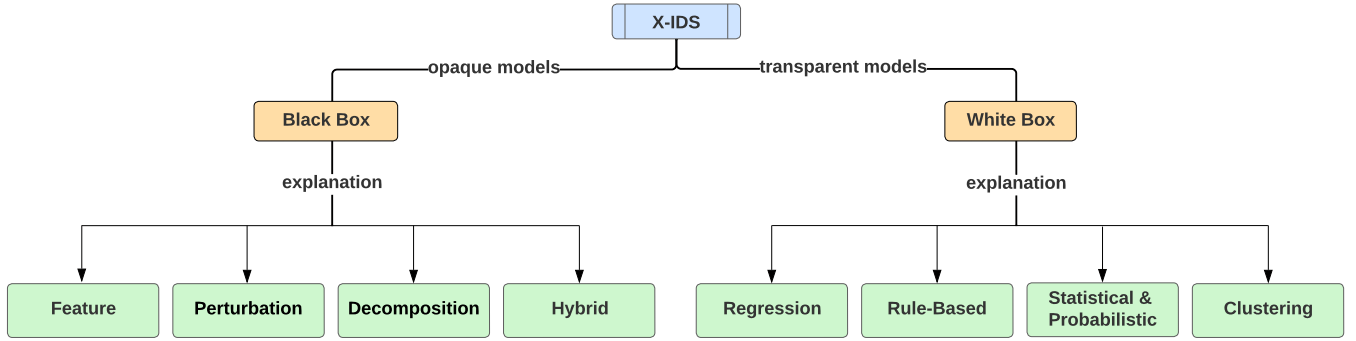 X-IDS
opaque models
transparent models
Black Box
White Box
explanation
explanation
Feature
Perturbation
Decomposition
Hybrid
Regression
Rule-Based
Statistical &
Probabilistic
Clustering